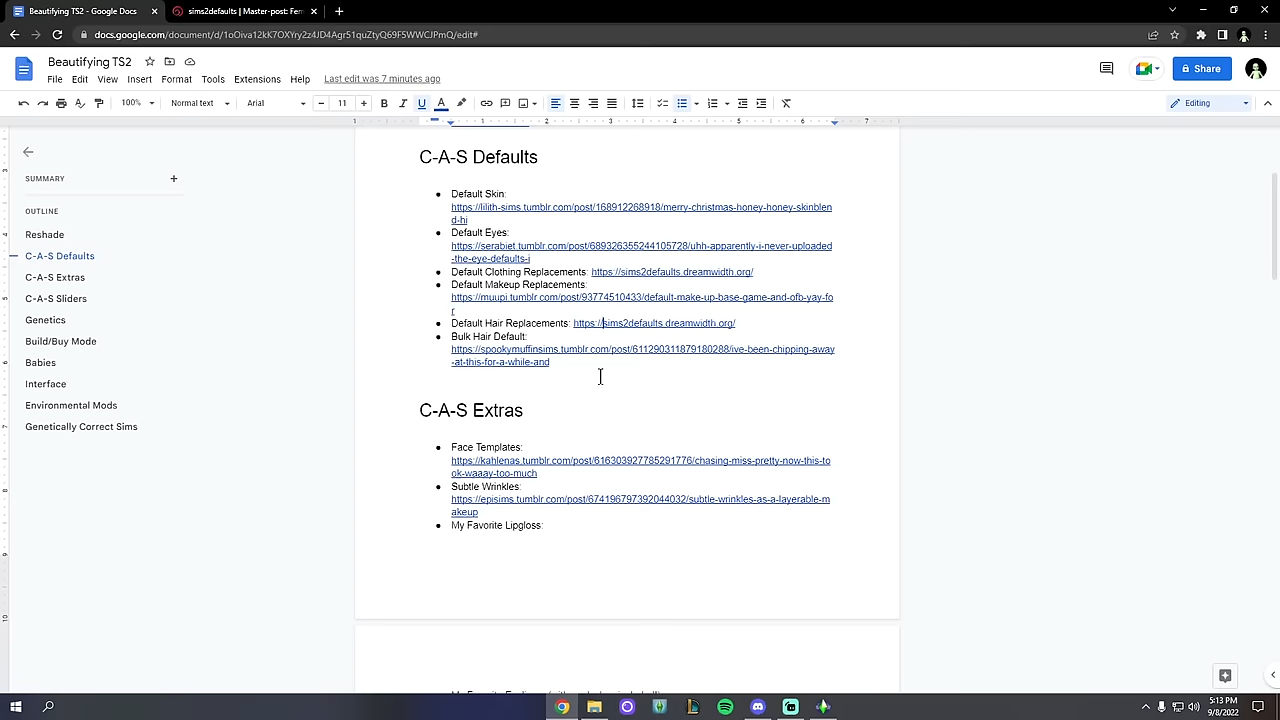 Beautifying TS2 - Google Docs
sims2defaults | Master-post: Fem
docs.google.com/document/d/1oOiva12kK7OXYry2z4JD4Agr51quZtyQ69F5WWCJPmQ/edit#
Beautifying TS2
File Edit View Insert Format Tools Extensions Help Last edit was 7 minutes ago
Share
100% Normal text Arial 11 Editing
1 1 2 3 4 5 6 7
SUMMARY
OUTLINE
Reshade
C-A-S Defaults
C-A-S Extras
C-A-S Sliders
Genetics
Build/Buy Mode
Babies
Interface
Environmental Mods
Genetically Correct Sims
C-A-S Defaults
● Default Skin:
https://lilith-sims.tumblr.com/post/168912268918/merry-christmas-honey-honey-skinblen
d-hi
● Default Eyes:
https://serabiet.tumblr.com/post/689326355244105728/uhh-apparently-i-never-uploaded
-the-eye-defaults-i
● Default Clothing Replacements: https://sims2defaults.dreamwidth.org/
● Default Makeup Replacements:
https://muupi.tumblr.com/post/93774510433/default-make-up-base-game-and-ofb-yay-fo
r
● Default Hair Replacements: https://sims2defaults.dreamwidth.org/
● Bulk Hair Default:
https://spookymuffinsims.tumblr.com/post/611290311879180288/ive-been-chipping-away
-at-this-for-a-while-and
C-A-S Extras
● Face Templates:
https://kahlenas.tumblr.com/post/616303927785291776/chasing-miss-pretty-now-this-to
ok-waaay-too-much
● Subtle Wrinkles:
https://episims.tumblr.com/post/674196797392044032/subtle-wrinkles-as-a-layerable-m
akeup
● My Favorite Lipgloss:
5:13 PM
9/8/2022